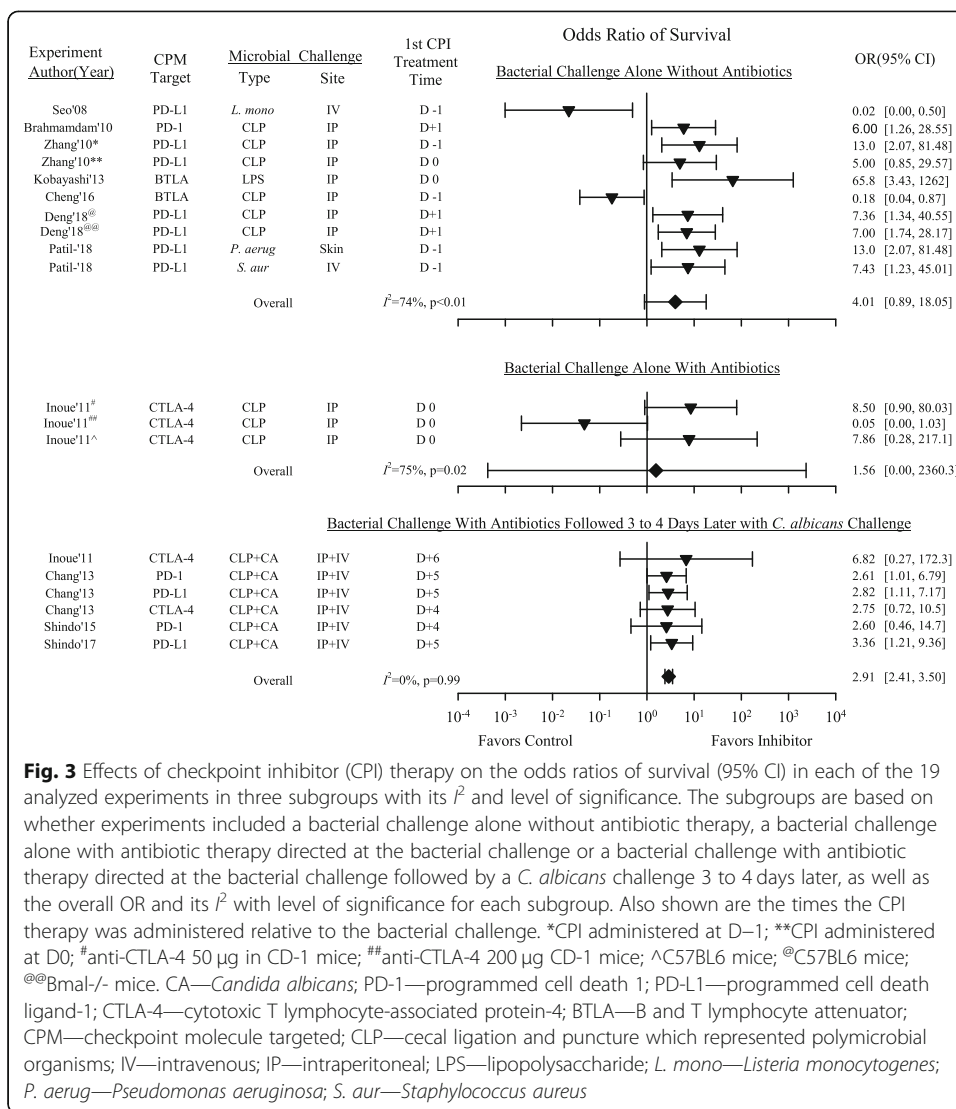 Odds Ratio of Survival
Experiment Author(Year) CPM Target Microbial Challenge Type Site 1st CPI Treatment Time OR(95% CI)
Bacterial Challenge Alone Without Antibiotics
Seo'08 PD-L1 L. mono IV D -1 0.02 [0.00, 0.50]
Brahmamdam'10 PD-1 CLP IP D+1 6.00 [1.26, 28.55]
Zhang'10* PD-L1 CLP IP D -1 13.0 [2.07, 81.48]
Zhang'10** PD-L1 CLP IP D 0 5.00 [0.85, 29.57]
Kobayashi'13 BTLA LPS IP D 0 65.8 [3.43, 1262]
Cheng'16 BTLA CLP IP D -1 0.18 [0.04, 0.87]
Deng'18@ PD-L1 CLP IP D+1 7.36 [1.34, 40.55]
Deng'18@@ PD-L1 CLP IP D+1 7.00 [1.74, 28.17]
Patil-'18 PD-L1 P. aerug Skin D -1 13.0 [2.07, 81.48]
Patil-'18 PD-L1 S. aur IV D -1 7.43 [1.23, 45.01]
Overall I2=74%, p<0.01 4.01 [0.89, 18.05]
Bacterial Challenge Alone With Antibiotics
Inoue'11# CTLA-4 CLP IP D 0 8.50 [0.90, 80.03]
Inoue'11## CTLA-4 CLP IP D 0 0.05 [0.00, 1.03]
Inoue'11^ CTLA-4 CLP IP D 0 7.86 [0.28, 217.1]
Overall I2=75%, p=0.02 1.56 [0.00, 2360.3]
Bacterial Challenge With Antibiotics Followed 3 to 4 Days Later with C. albicans Challenge
Inoue'11 CTLA-4 CLP+CA IP+IV D+6 6.82 [0.27, 172.3]
Chang'13 PD-1 CLP+CA IP+IV D+5 2.61 [1.01, 6.79]
Chang'13 PD-L1 CLP+CA IP+IV D+5 2.82 [1.11, 7.17]
Chang'13 CTLA-4 CLP+CA IP+IV D+4 2.75 [0.72, 10.5]
Shindo'15 PD-1 CLP+CA IP+IV D+4 2.60 [0.46, 14.7]
Shindo'17 PD-L1 CLP+CA IP+IV D+5 3.36 [1.21, 9.36]
Overall I2=0%, p=0.99 2.91 [2.41, 3.50]
10-4 10-3 10-2 10-1 100 101 102 103 104
Favors Control Favors Inhibitor
Fig. 3 Effects of checkpoint inhibitor (CPI) therapy on the odds ratios of survival (95% CI) in each of the 19
analyzed experiments in three subgroups with its I2 and level of significance. The subgroups are based on
whether experiments included a bacterial challenge alone without antibiotic therapy, a bacterial challenge
alone with antibiotic therapy directed at the bacterial challenge or a bacterial challenge with antibiotic
therapy directed at the bacterial challenge followed by a C. albicans challenge 3 to 4 days later, as well as
the overall OR and its I2 with level of significance for each subgroup. Also shown are the times the CPI
therapy was administered relative to the bacterial challenge. *CPI administered at D–1; **CPI administered
at D0; #anti-CTLA-4 50 μg in CD-1 mice; ##anti-CTLA-4 200 μg CD-1 mice; ^C57BL6 mice; @C57BL6 mice;
@@Bmal-/- mice. CA—Candida albicans; PD-1—programmed cell death 1; PD-L1—programmed cell death
ligand-1; CTLA-4—cytotoxic T lymphocyte-associated protein-4; BTLA—B and T lymphocyte attenuator;
CPM—checkpoint molecule targeted; CLP—cecal ligation and puncture which represented polymicrobial
organisms; IV—intravenous; IP—intraperitoneal; LPS—lipopolysaccharide; L. mono—Listeria monocytogenes;
P. aerug—Pseudomonas aeruginosa; S. aur—Staphylococcus aureus